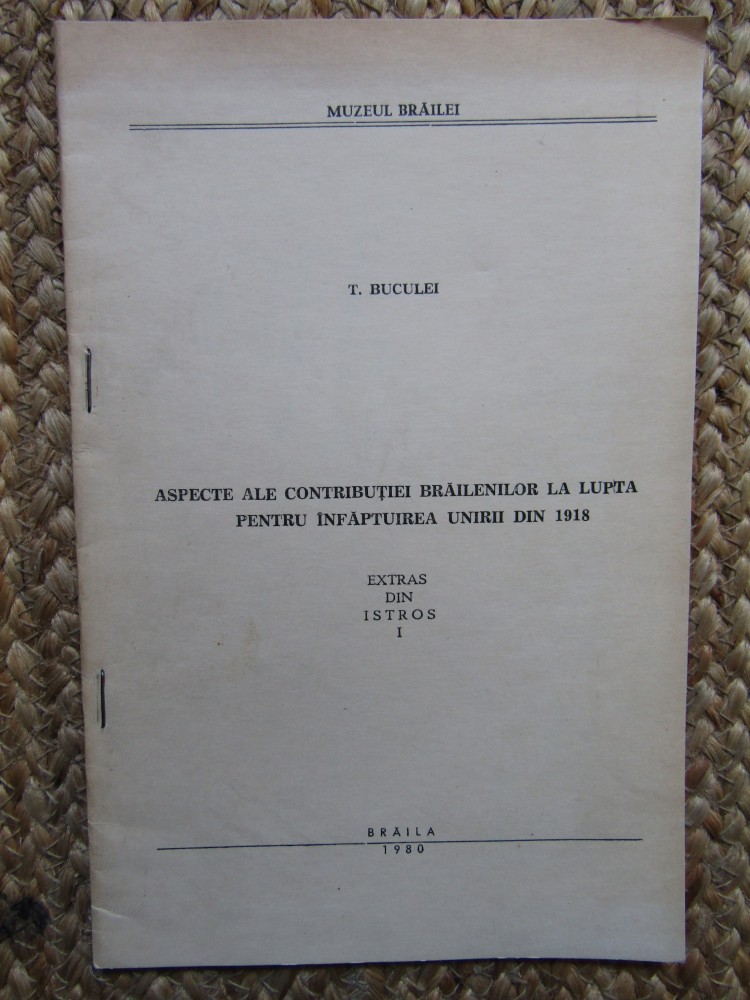 MUZEUL BRĂILEI
T. BUCULEI
ASPECTE ALE CONTRIBUȚIEI BRĂILENILOR LA LUPTA
PENTRU ÎNFĂPTUIREA UNIRII DIN 1918
EXTRAS
DIN
ISTROS
I
BRĂILA
1980